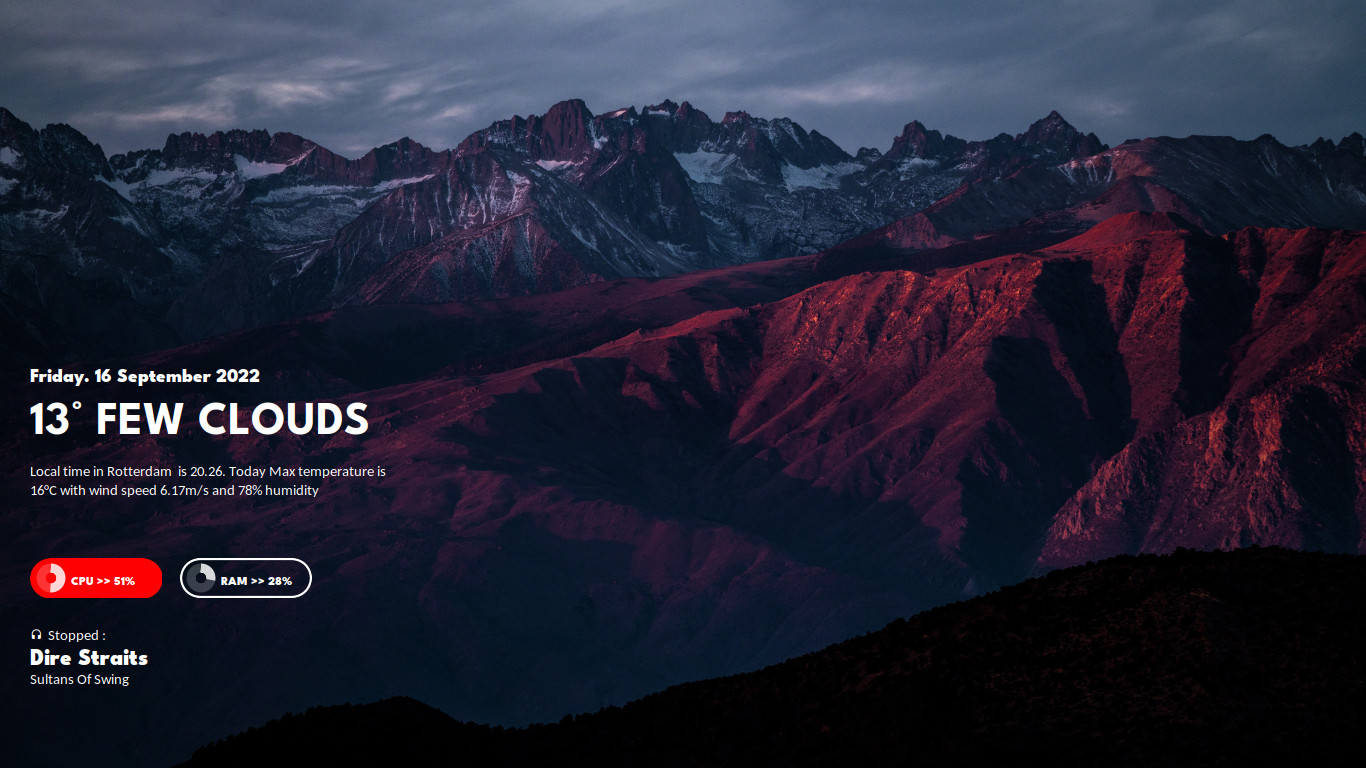 Friday. 16 September 2022
13° FEW CLOUDS
Local time in Rotterdam  is 20.26. Today Max temperature is
16°C with wind speed 6.17m/s and 78% humidity
CPU >> 51%
RAM >> 28%
Stopped :
Dire Straits
Sultans Of Swing